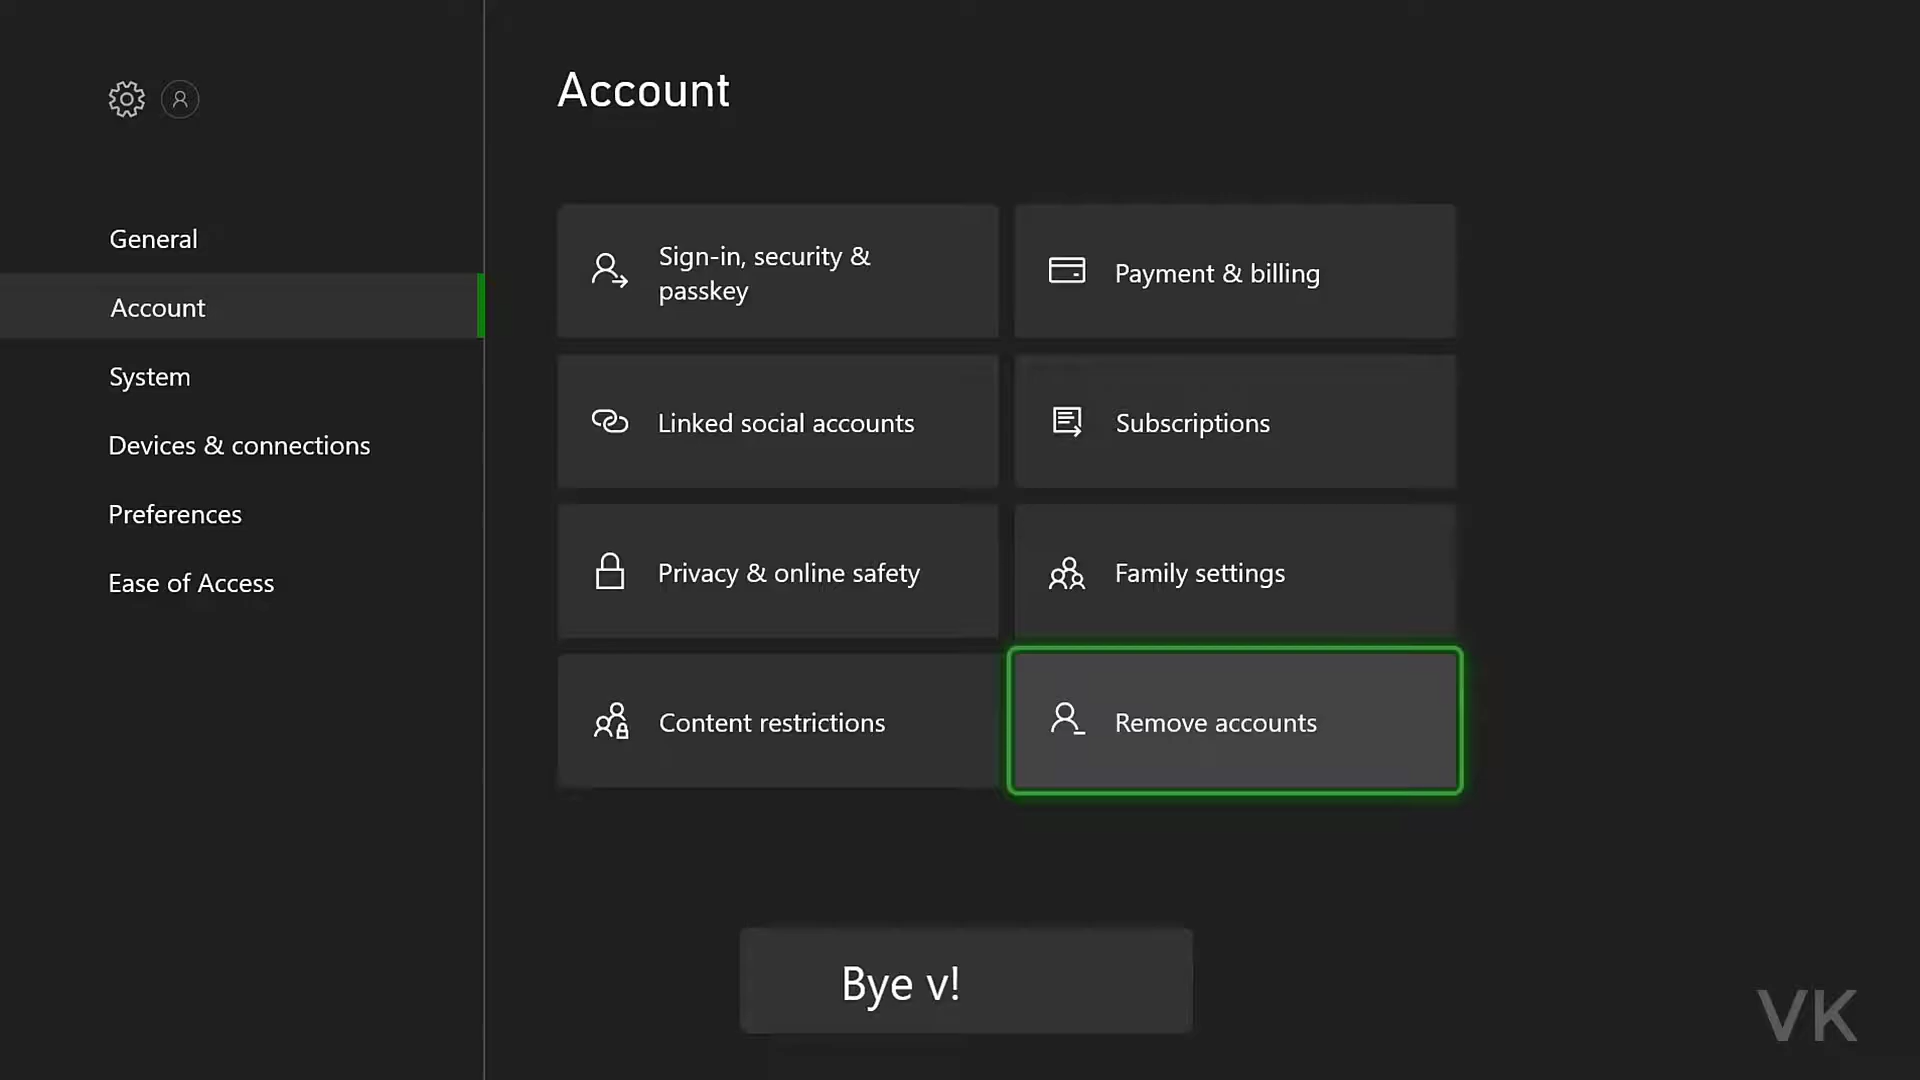 Account
General
Account
System
Devices & connections
Preferences
Ease of Access
Sign-in, security &
passkey
Payment & billing
Linked social accounts
Subscriptions
Privacy & online safety
Family settings
Content restrictions
Remove accounts
Bye v!
VK